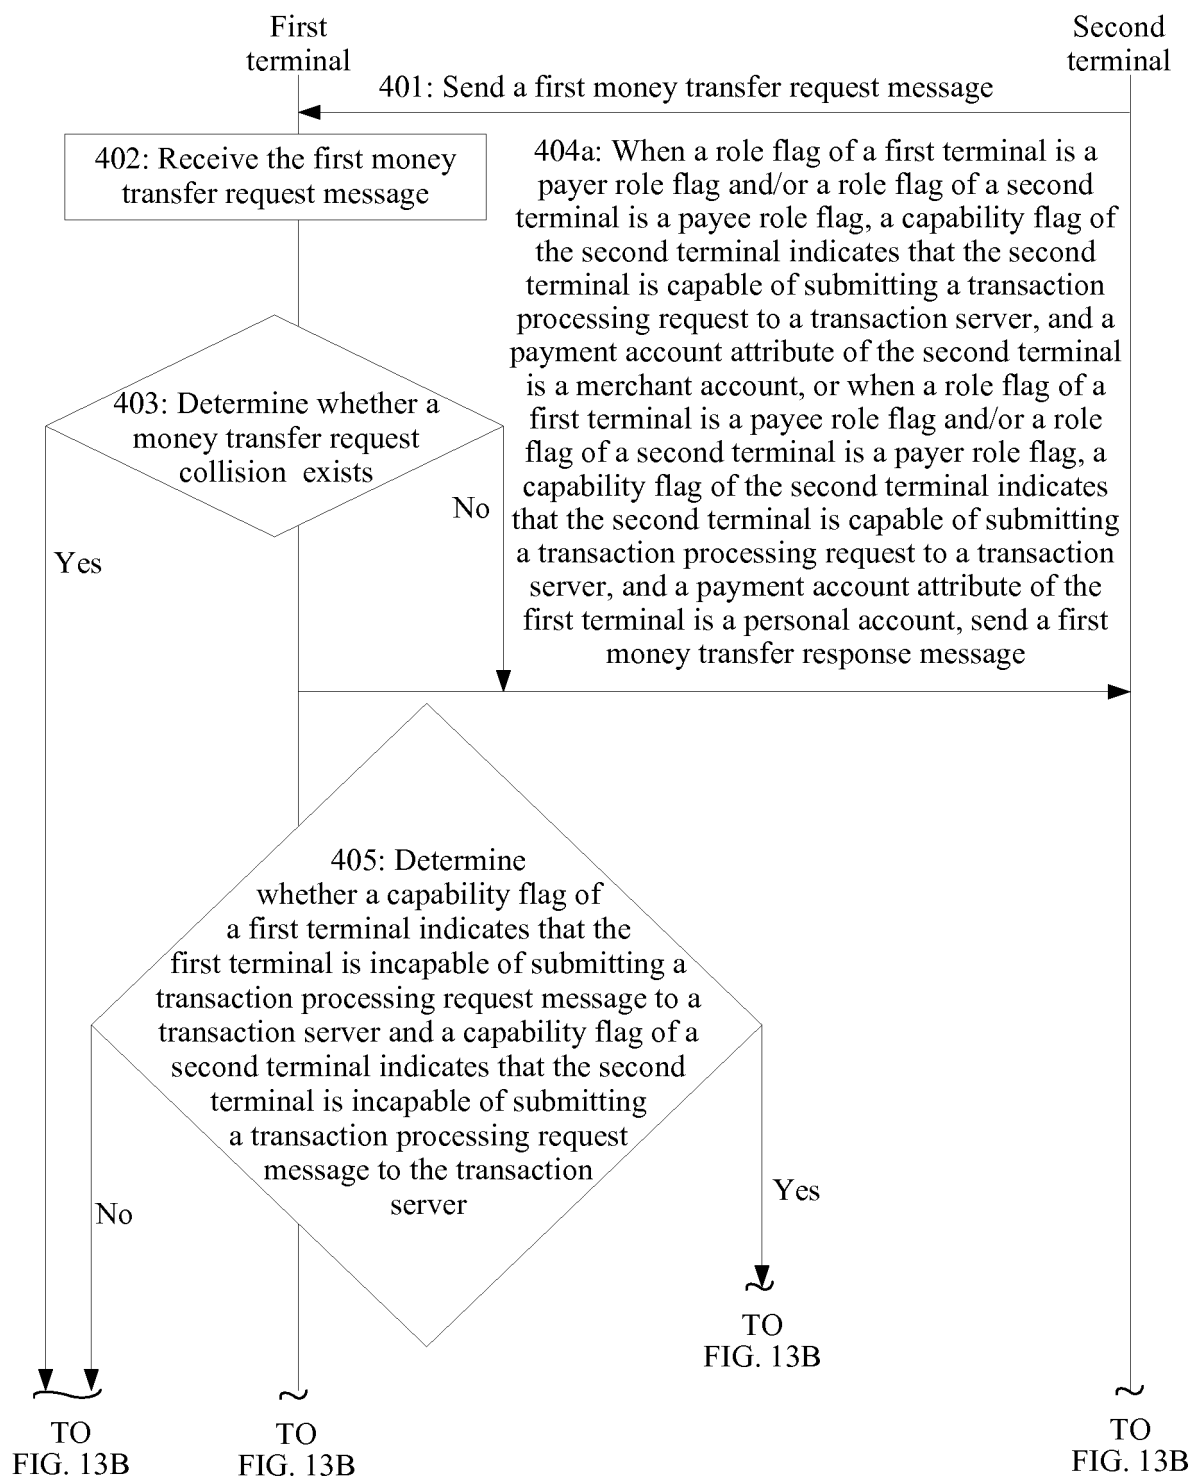 First
terminal
Second
terminal
401: Send a first money transfer request message
402: Receive the first money
transfer request message
404a: When a role flag of a first terminal is a
payer role flag and/or a role flag of a second
terminal is a payee role flag, a capability flag of
the second terminal indicates that the second
terminal is capable of submitting a transaction
processing request to a transaction server, and a
payment account attribute of the second terminal
is a merchant account, or when a role flag of a
first terminal is a payee role flag and/or a role
flag of a second terminal is a payer role flag, a
capability flag of the second terminal indicates
that the second terminal is capable of submitting
a transaction processing request to a transaction
server, and a payment account attribute of the
first terminal is a personal account, send a first
money transfer response message
403: Determine whether a
money transfer request
collision exists
No
Yes
405: Determine
whether a capability flag of
a first terminal indicates that the
first terminal is incapable of submitting a
transaction processing request message to a
transaction server and a capability flag of a
second terminal indicates that the second
terminal is incapable of submitting
a transaction processing request
message to the transaction
server
No
Yes
TO
FIG. 13B
TO
FIG. 13B
TO
FIG. 13B
TO
FIG. 13B